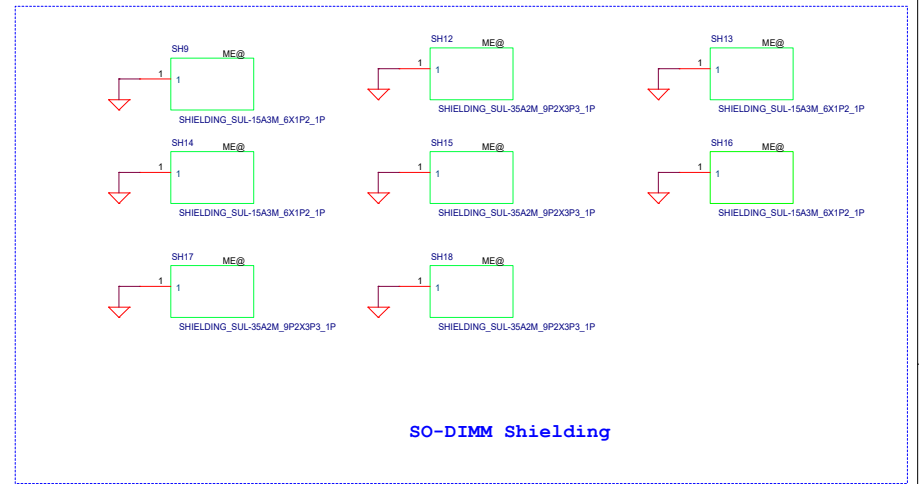 SH9 ME@
1 1
SHIELDING_SUL-15A3M_6X1P2_1P
SH12 ME@
1 1
SHIELDING_SUL-35A2M_9P2X3P3_1P
SH13 ME@
1 1
SHIELDING_SUL-15A3M_6X1P2_1P
SH14 ME@
1 1
SHIELDING_SUL-15A3M_6X1P2_1P
SH15 ME@
1 1
SHIELDING_SUL-35A2M_9P2X3P3_1P
SH16 ME@
1 1
SHIELDING_SUL-15A3M_6X1P2_1P
SH17 ME@
1 1
SHIELDING_SUL-35A2M_9P2X3P3_1P
SH18 ME@
1 1
SHIELDING_SUL-35A2M_9P2X3P3_1P
SO-DIMM Shielding